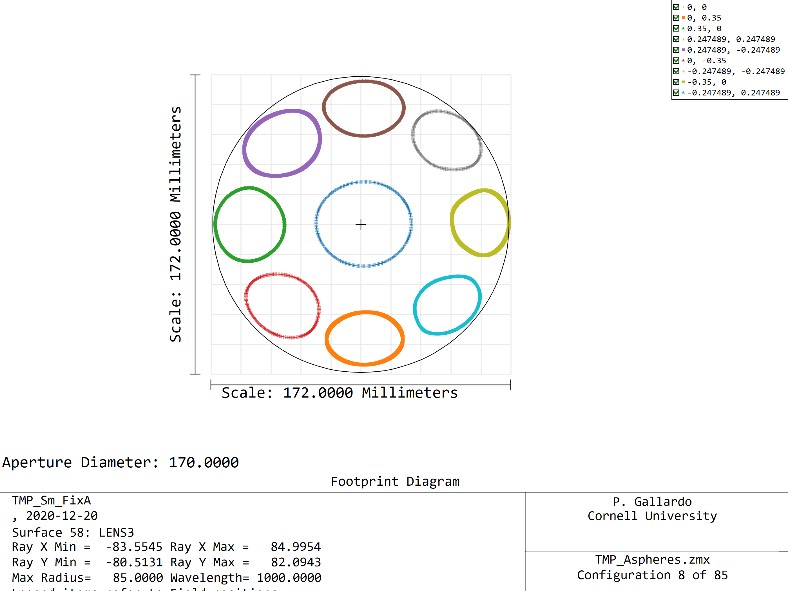 0, 0
0, 0.35
0.35, 0
0.247489, 0.247489
0.247489, -0.247489
0, -0.35
-0.247489, -0.247489
-0.35, 0
-0.247489, 0.247489
Scale: 172.0000 Millimeters
Scale: 172.0000 Millimeters
Aperture Diameter: 170.0000
Footprint Diagram
TMP_Sm_FixA
, 2020-12-20
Surface 58: LENS3
Ray X Min = -83.5545 Ray X Max = 84.9954
Ray Y Min = -80.5131 Ray Y Max = 82.0943
Max Radius= 85.0000 Wavelength= 1000.0000
P. Gallardo
Cornell University
TMP_Aspheres.zmx
Configuration 8 of 85